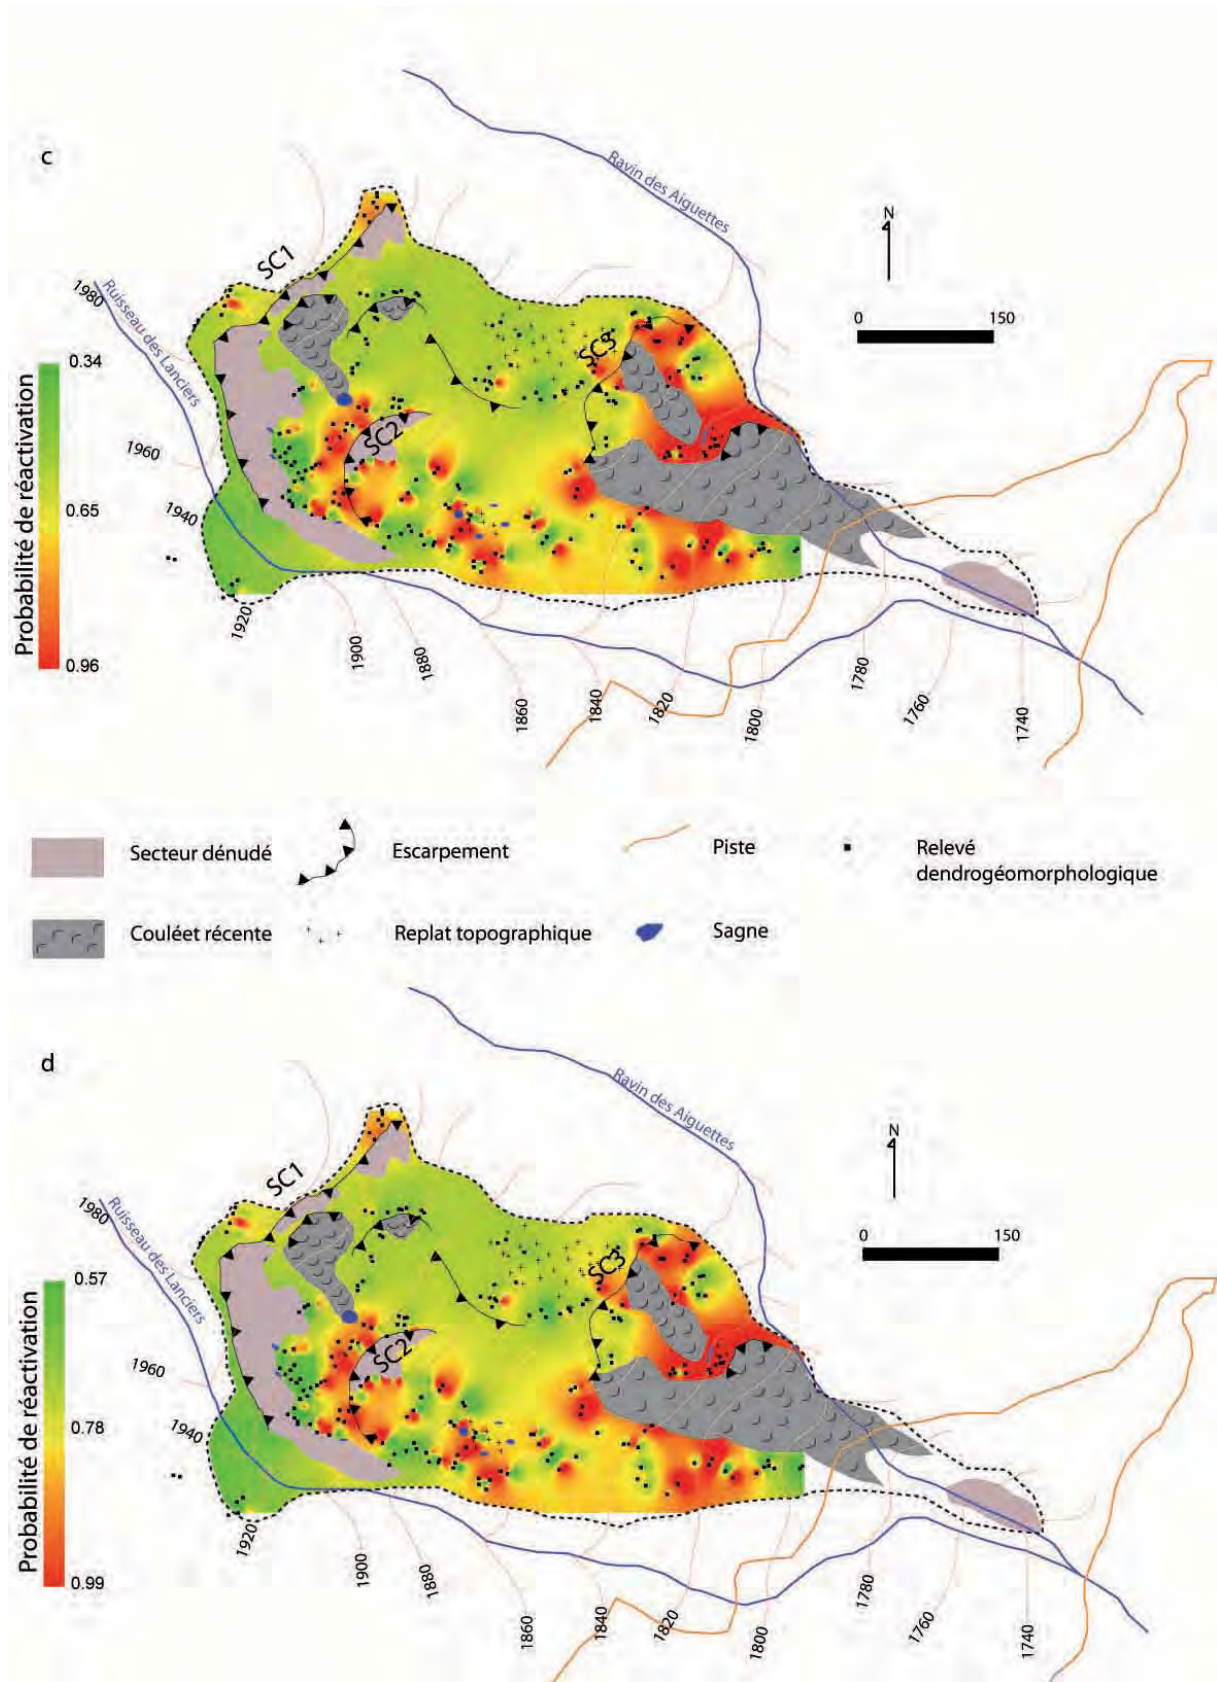 c
Ravin des Aiguettes
N
SC1
1980
Ruisseau des Lanciers
0
150
SC3
0.34
Probabilité de réactivation
SC2
1960
0.65
1940
0.96
1920
1900
1880
1860
1840
1820
1800
1780
1760
1740
Secteur dénudé
Escarpement
Piste
Relevé
dendrogéomorphologique
Couléet récente
Replat topographique
Sagne
d
Ravin des Aiguettes
N
SC1
1980
Ruisseau des Lanciers
0
150
SC3
0.57
Probabilité de réactivation
SC2
1960
0.78
1940
0.99
1920
1900
1880
1860
1840
1820
1800
1780
1760
1740